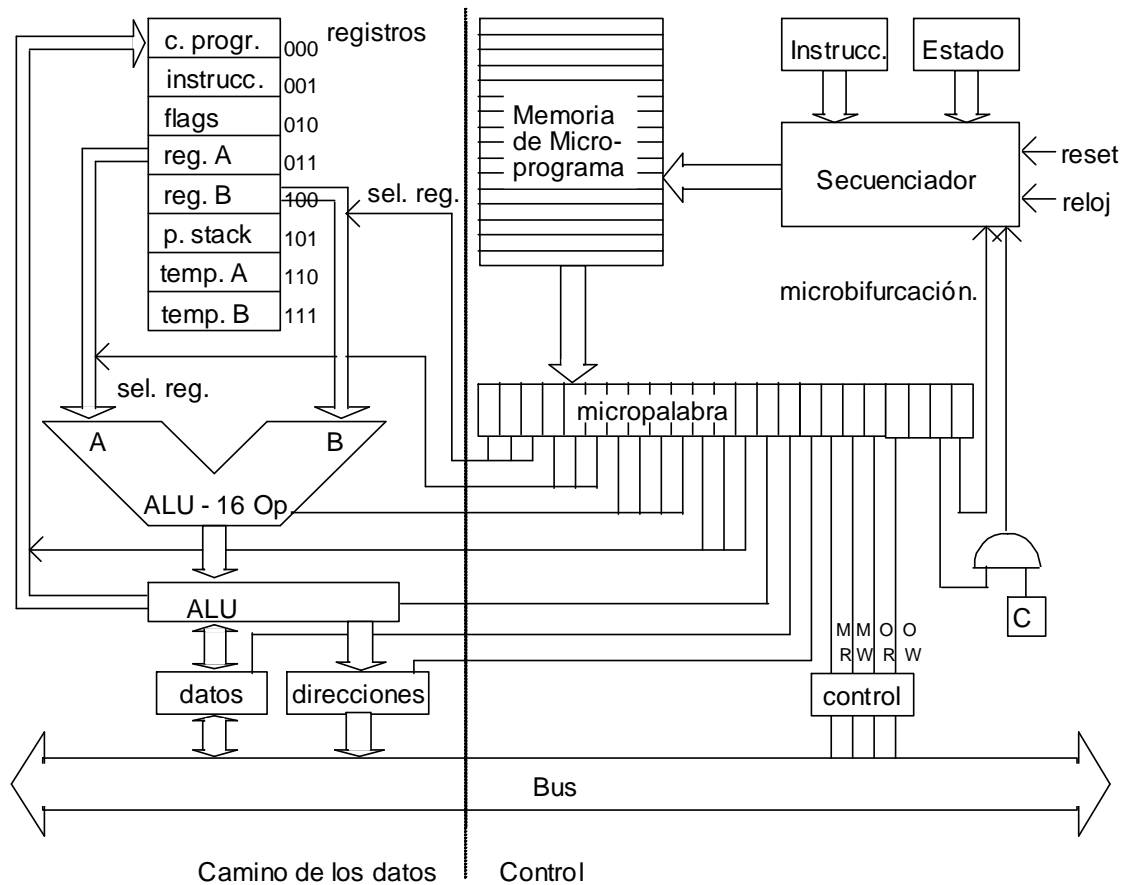 c. progr.
000
registros
instrucc.
001
flags
010
reg. A
011
reg. B
100
p. stack
101
temp. A
110
temp. B
111
sel. reg.
sel. reg.
A
B
ALU - 16 Op
ALU
datos
direcciones
Memoria
de Micro-
programa
Instrucc.
Estado
Secuenciador
reset
reloj
microbifurcación.
micropalabra
C
M M O O
R W R W
control
Bus
Camino de los datos
Control